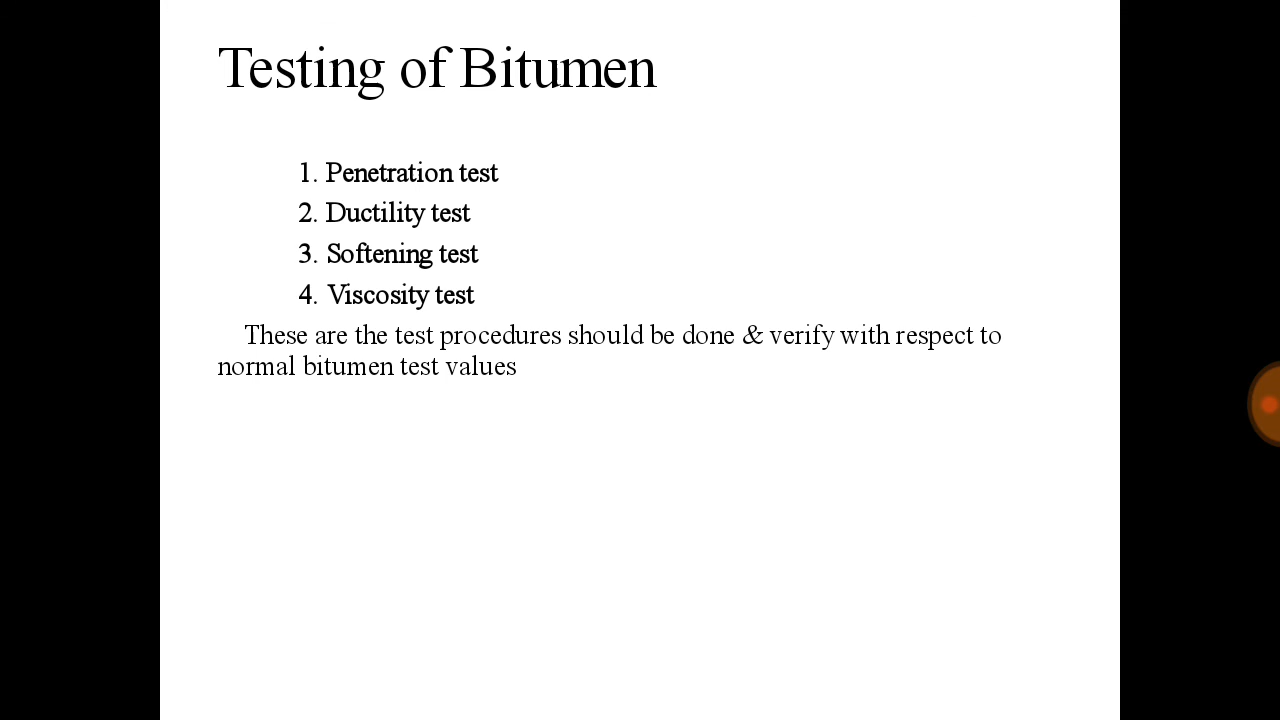 Testing of Bitumen
1. Penetration test
2. Ductility test
3. Softening test
4. Viscosity test
These are the test procedures should be done & verify with respect to
normal bitumen test values